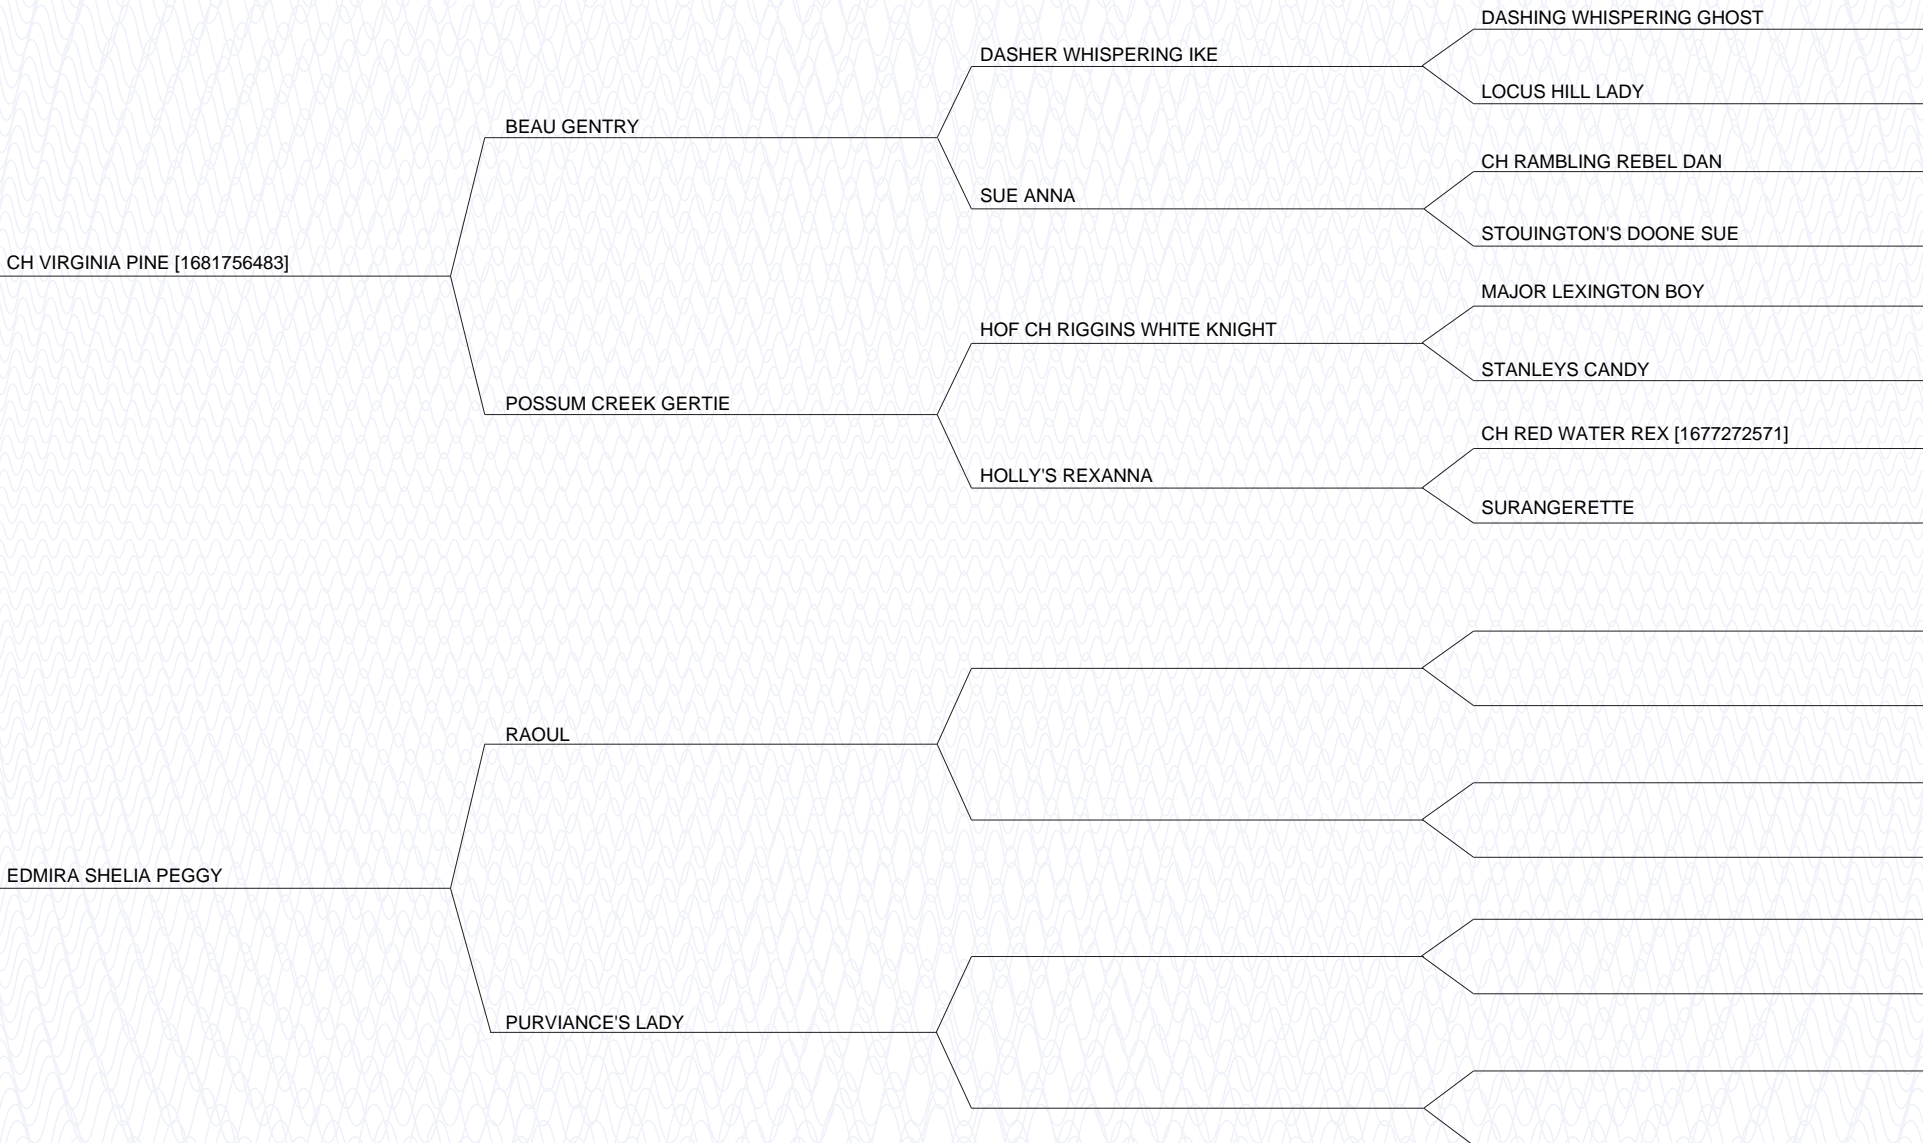 DASHING WHISPERING GHOST
DASHER WHISPERING IKE
LOCUS HILL LADY
BEAU GENTRY
CH RAMBLING REBEL DAN
SUE ANNA
STOUINGTON'S DOONE SUE
CH VIRGINIA PINE [1681756483]
MAJOR LEXINGTON BOY
HOF CH RIGGINS WHITE KNIGHT
STANLEYS CANDY
POSSUM CREEK GERTIE
CH RED WATER REX [1677272571]
HOLLY'S REXANNA
SURANGERETTE
RAOUL
EDMIRA SHELIA PEGGY
PURVIANCE'S LADY